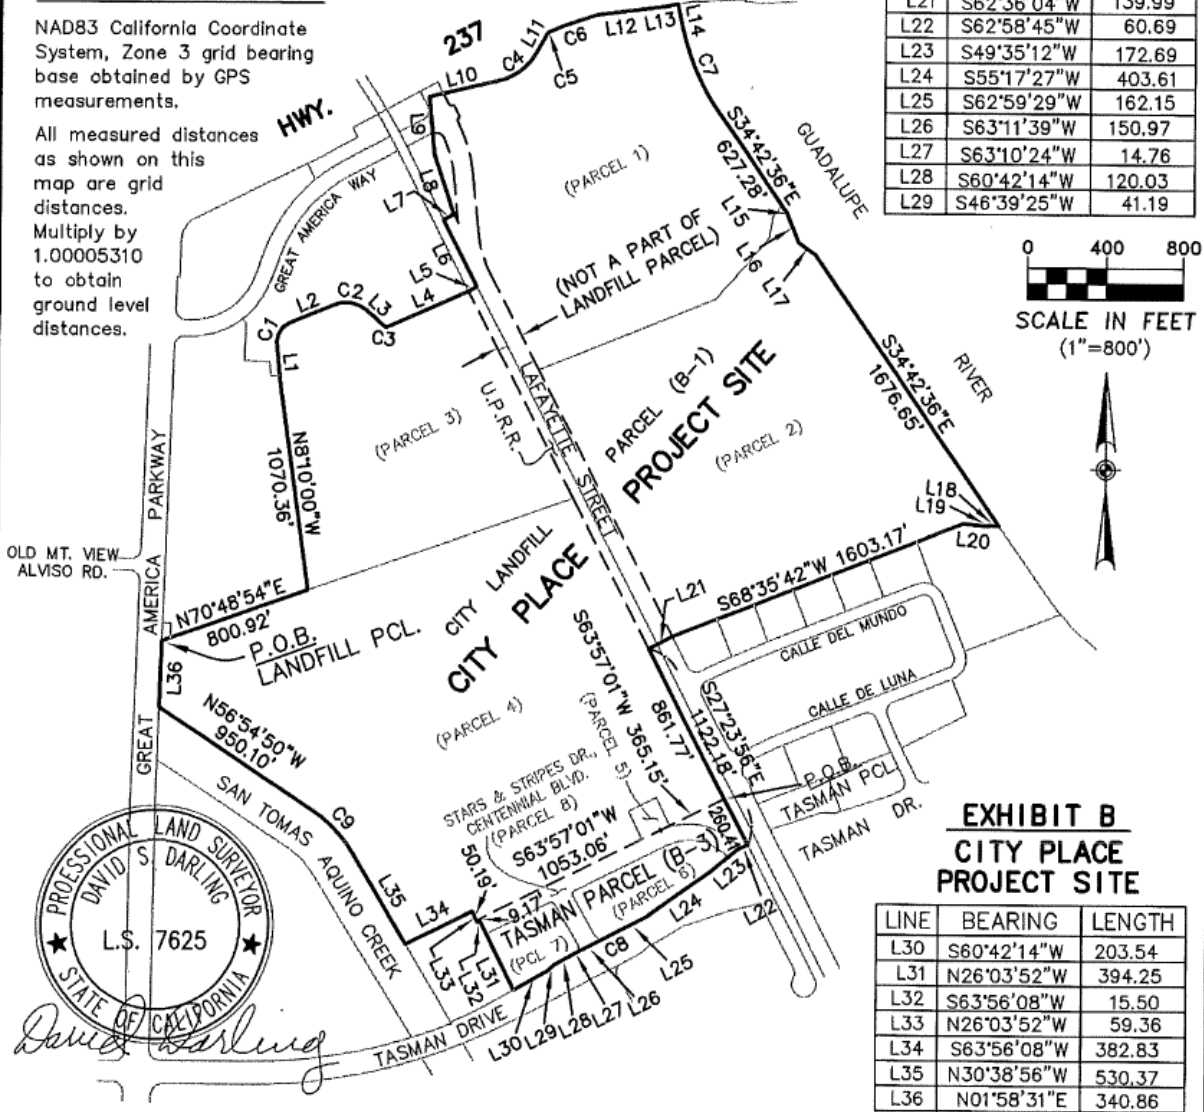 NAD83 California Coordinate
System, Zone 3 grid bearing
base obtained by GPS
measurements.
All measured distances
as shown on this
map are grid
distances.
Multiply by
1.00005310
to obtain
ground level
distances.
HWY.
237
L10
C4
L11
C6
C5
L12
L13
L14
C7
L9
L8
L7
L6
L5
L4
C3
L3
C2
L2
C1
L1
GREAT AMERICA WAY
(PARCEL 1)
S34°42'36"E
627.28'
GUADALUPE
L15
L16
L17
(NOT A PART OF
LANDFILL PARCEL)
S34°42'36"E
1676.65'
RIVER
L21 S62°36'04"W 139.99
L22 S62°58'45"W 60.69
L23 S49°35'12"W 172.69
L24 S55°17'27"W 403.61
L25 S62°59'29"W 162.15
L26 S63°11'39"W 150.97
L27 S63°10'24"W 14.76
L28 S60°42'14"W 120.03
L29 S46°39'25"W 41.19
0 400 800
SCALE IN FEET
(1"=800')
LAFAYETTE STREET
U.P.R.R.
PARCEL (B-1)
PROJECT SITE
(PARCEL 2)
(PARCEL 3)
N8°10'00"W
1070.36'
AMERICA PARKWAY
GREAT
OLD MT. VIEW
ALVISO RD.
N70°48'54"E
800.92'
P.O.B.
LANDFILL PCL.
CITY LANDFILL
CITY PLACE
L18
L19
L20
S68°35'42"W 1603.17'
L21
CALLE DEL MUNDO
CALLE DE LUNA
L36
N56°54'50"W
950.10'
(PARCEL 4)
S63°57'01"W 365.15'
(PARCEL 5)
861.77'
S27°23'56"E
1122.18'
P.O.B.
TASMAN PCL.
TASMAN DR.
260.41'
SAN TOMAS AQUINO CREEK
C9
L35
L34
L33
L32
L31
STARS & STRIPES DR.,
CENTENNIAL BLVD.
(PARCEL 8)
S63°57'01"W
1053.06'
50.19'
9.17'
TASMAN PARCEL (B-3)
(PARCEL 6)
(PCL 7)
L23
L22
L24
C8
L25
L26
L27
L28
L29
L30
TASMAN DRIVE
PROESSIONAL LAND SURVEYOR
DAVID S. DARLING
L.S. 7625
STATE OF CALIFORNIA
David Darling
EXHIBIT B
CITY PLACE
PROJECT SITE
LINE BEARING LENGTH
L30 S60°42'14"W 203.54
L31 N26°03'52"W 394.25
L32 S63°56'08"W 15.50
L33 N26°03'52"W 59.36
L34 S63°56'08"W 382.83
L35 N30°38'56"W 530.37
L36 N01°58'31"E 340.86